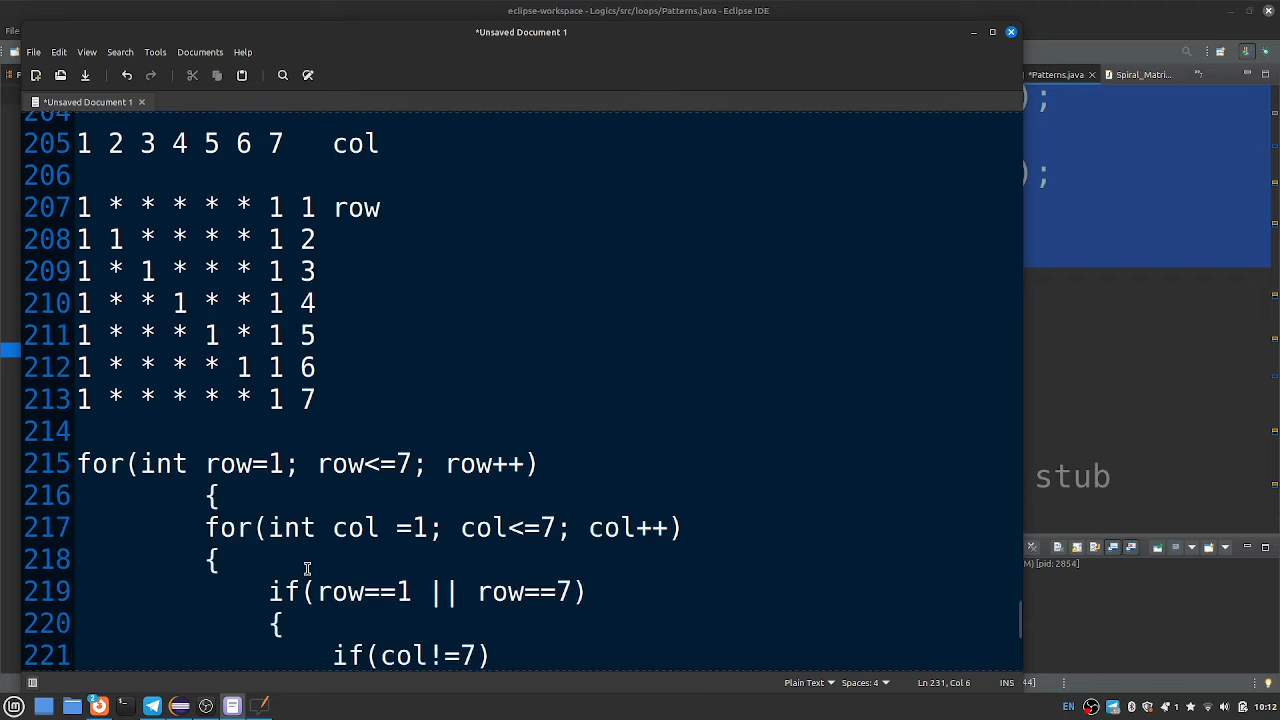 eclipse-workspace - Logics/src/loops/Patterns.java - Eclipse IDE
*Unsaved Document 1
File Edit View Search Tools Documents Help
*Patterns.java Spiral_Matri...
*Unsaved Document 1
);
204
205 1 2 3 4 5 6 7 col
206
);
207 1 * * * * * 1 1 row
208 1 1 * * * * 1 2
209 1 * 1 * * * 1 3
210 1 * * 1 * * 1 4
211 1 * * * 1 * 1 5
212 1 * * * * 1 1 6
213 1 * * * * * 1 7
214
215 for(int row=1; row<=7; row++)
stub
216 {
217 for(int col =1; col<=7; col++)
218 {
M) [pid: 2854]
219 if(row==1 || row==7)
220 {
221 if(col!=7)
Plain Text Spaces: 4 Ln 231, Col 6 INS
44]
2
EN 10:12